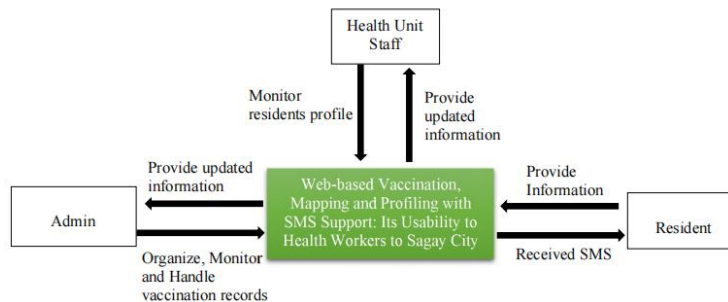 Health Unit
Staff
Monitor
residents profile
Provide
updated
information
Provide updated
information
Admin
Organize, Monitor
and Handle
vaccination records
Web-based Vaccination,
Mapping and Profiling with
SMS Support: Its Usability to
Health Workers to Sagay City
Provide
Information
Resident
Received SMS